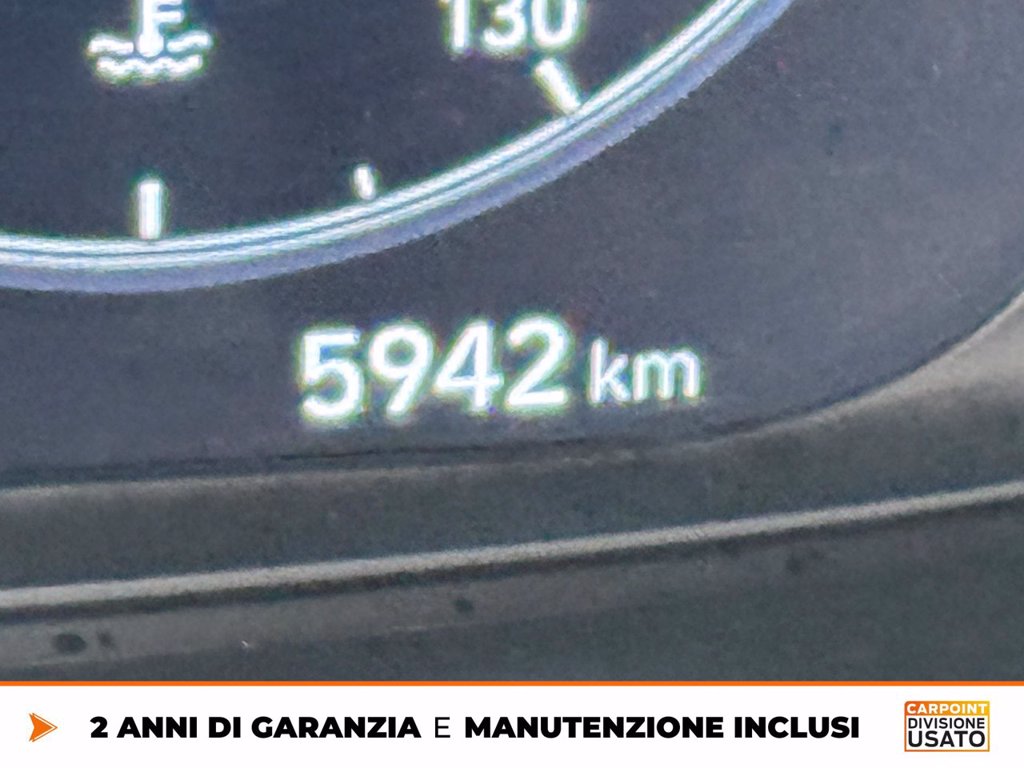 130
5942 km
2 ANNI DI GARANZIA E MANUTENZIONE INCLUSI
CARPOINT
DIVISIONE
USATO